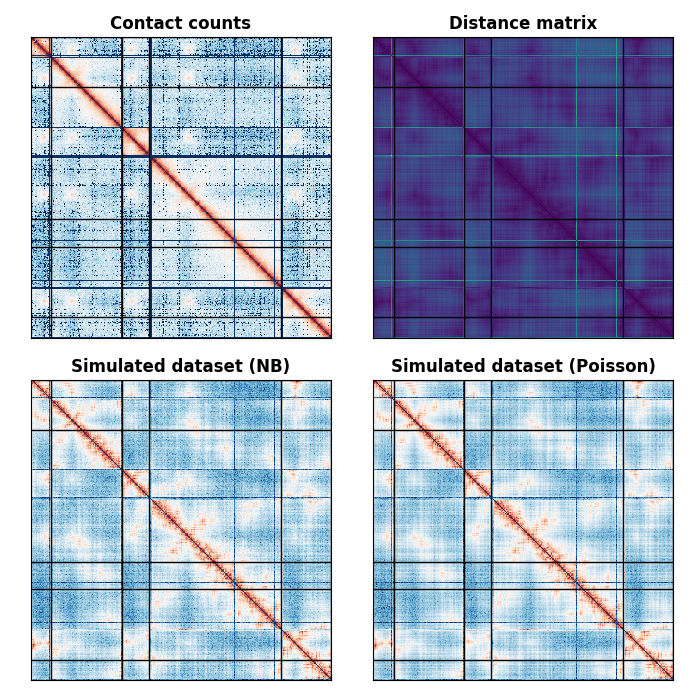 Contact counts
Distance matrix
Simulated dataset (NB)
Simulated dataset (Poisson)